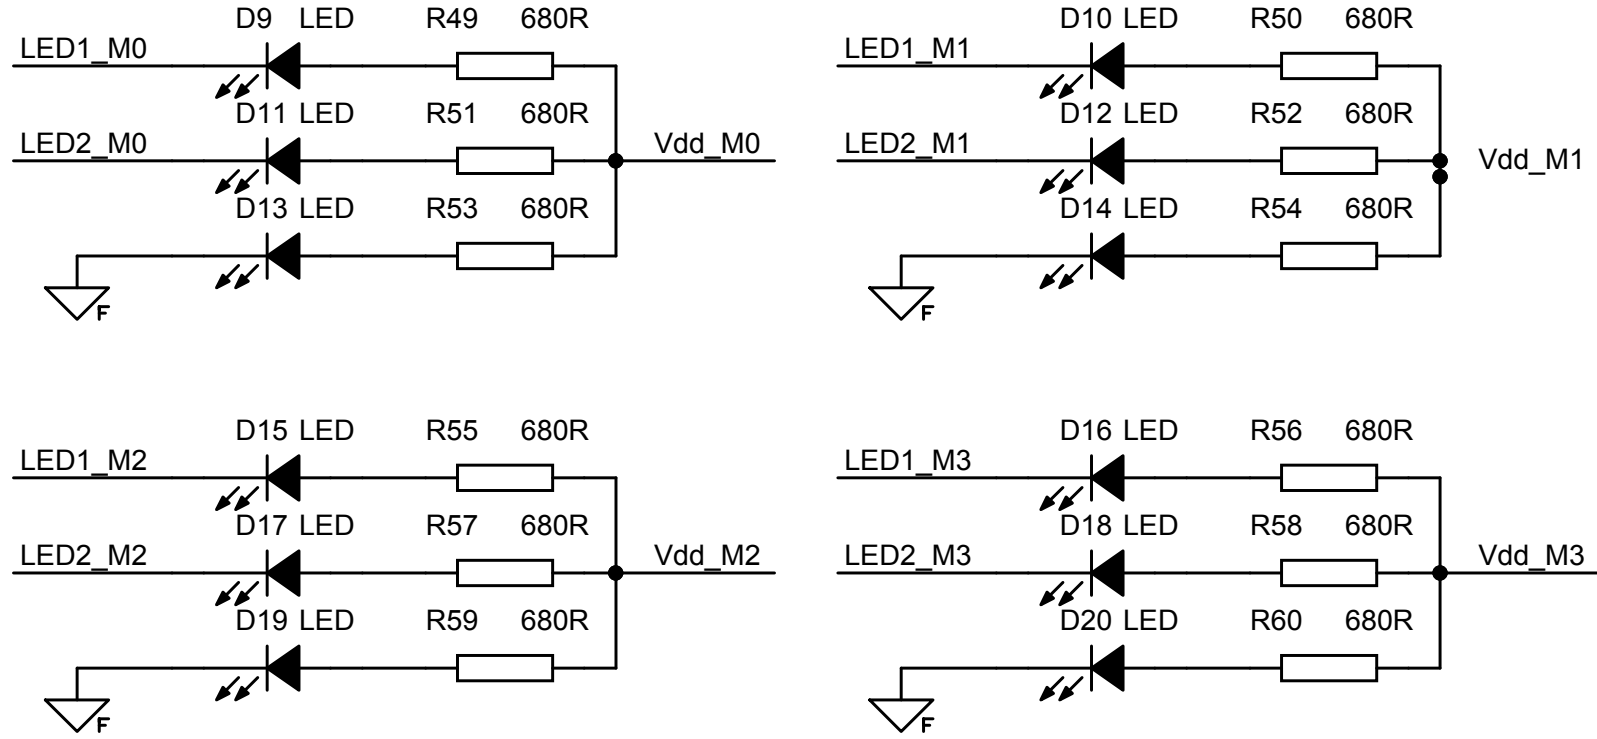 D9 LED R49 680R
LED1_M0
D11 LED R51 680R
LED2_M0
Vdd_M0
D13 LED R53 680R
F
D10 LED R50 680R
LED1_M1
D12 LED R52 680R
LED2_M1
Vdd_M1
D14 LED R54 680R
F
D15 LED R55 680R
LED1_M2
D17 LED R57 680R
LED2_M2
Vdd_M2
D19 LED R59 680R
F
D16 LED R56 680R
LED1_M3
D18 LED R58 680R
LED2_M3
Vdd_M3
D20 LED R60 680R
F